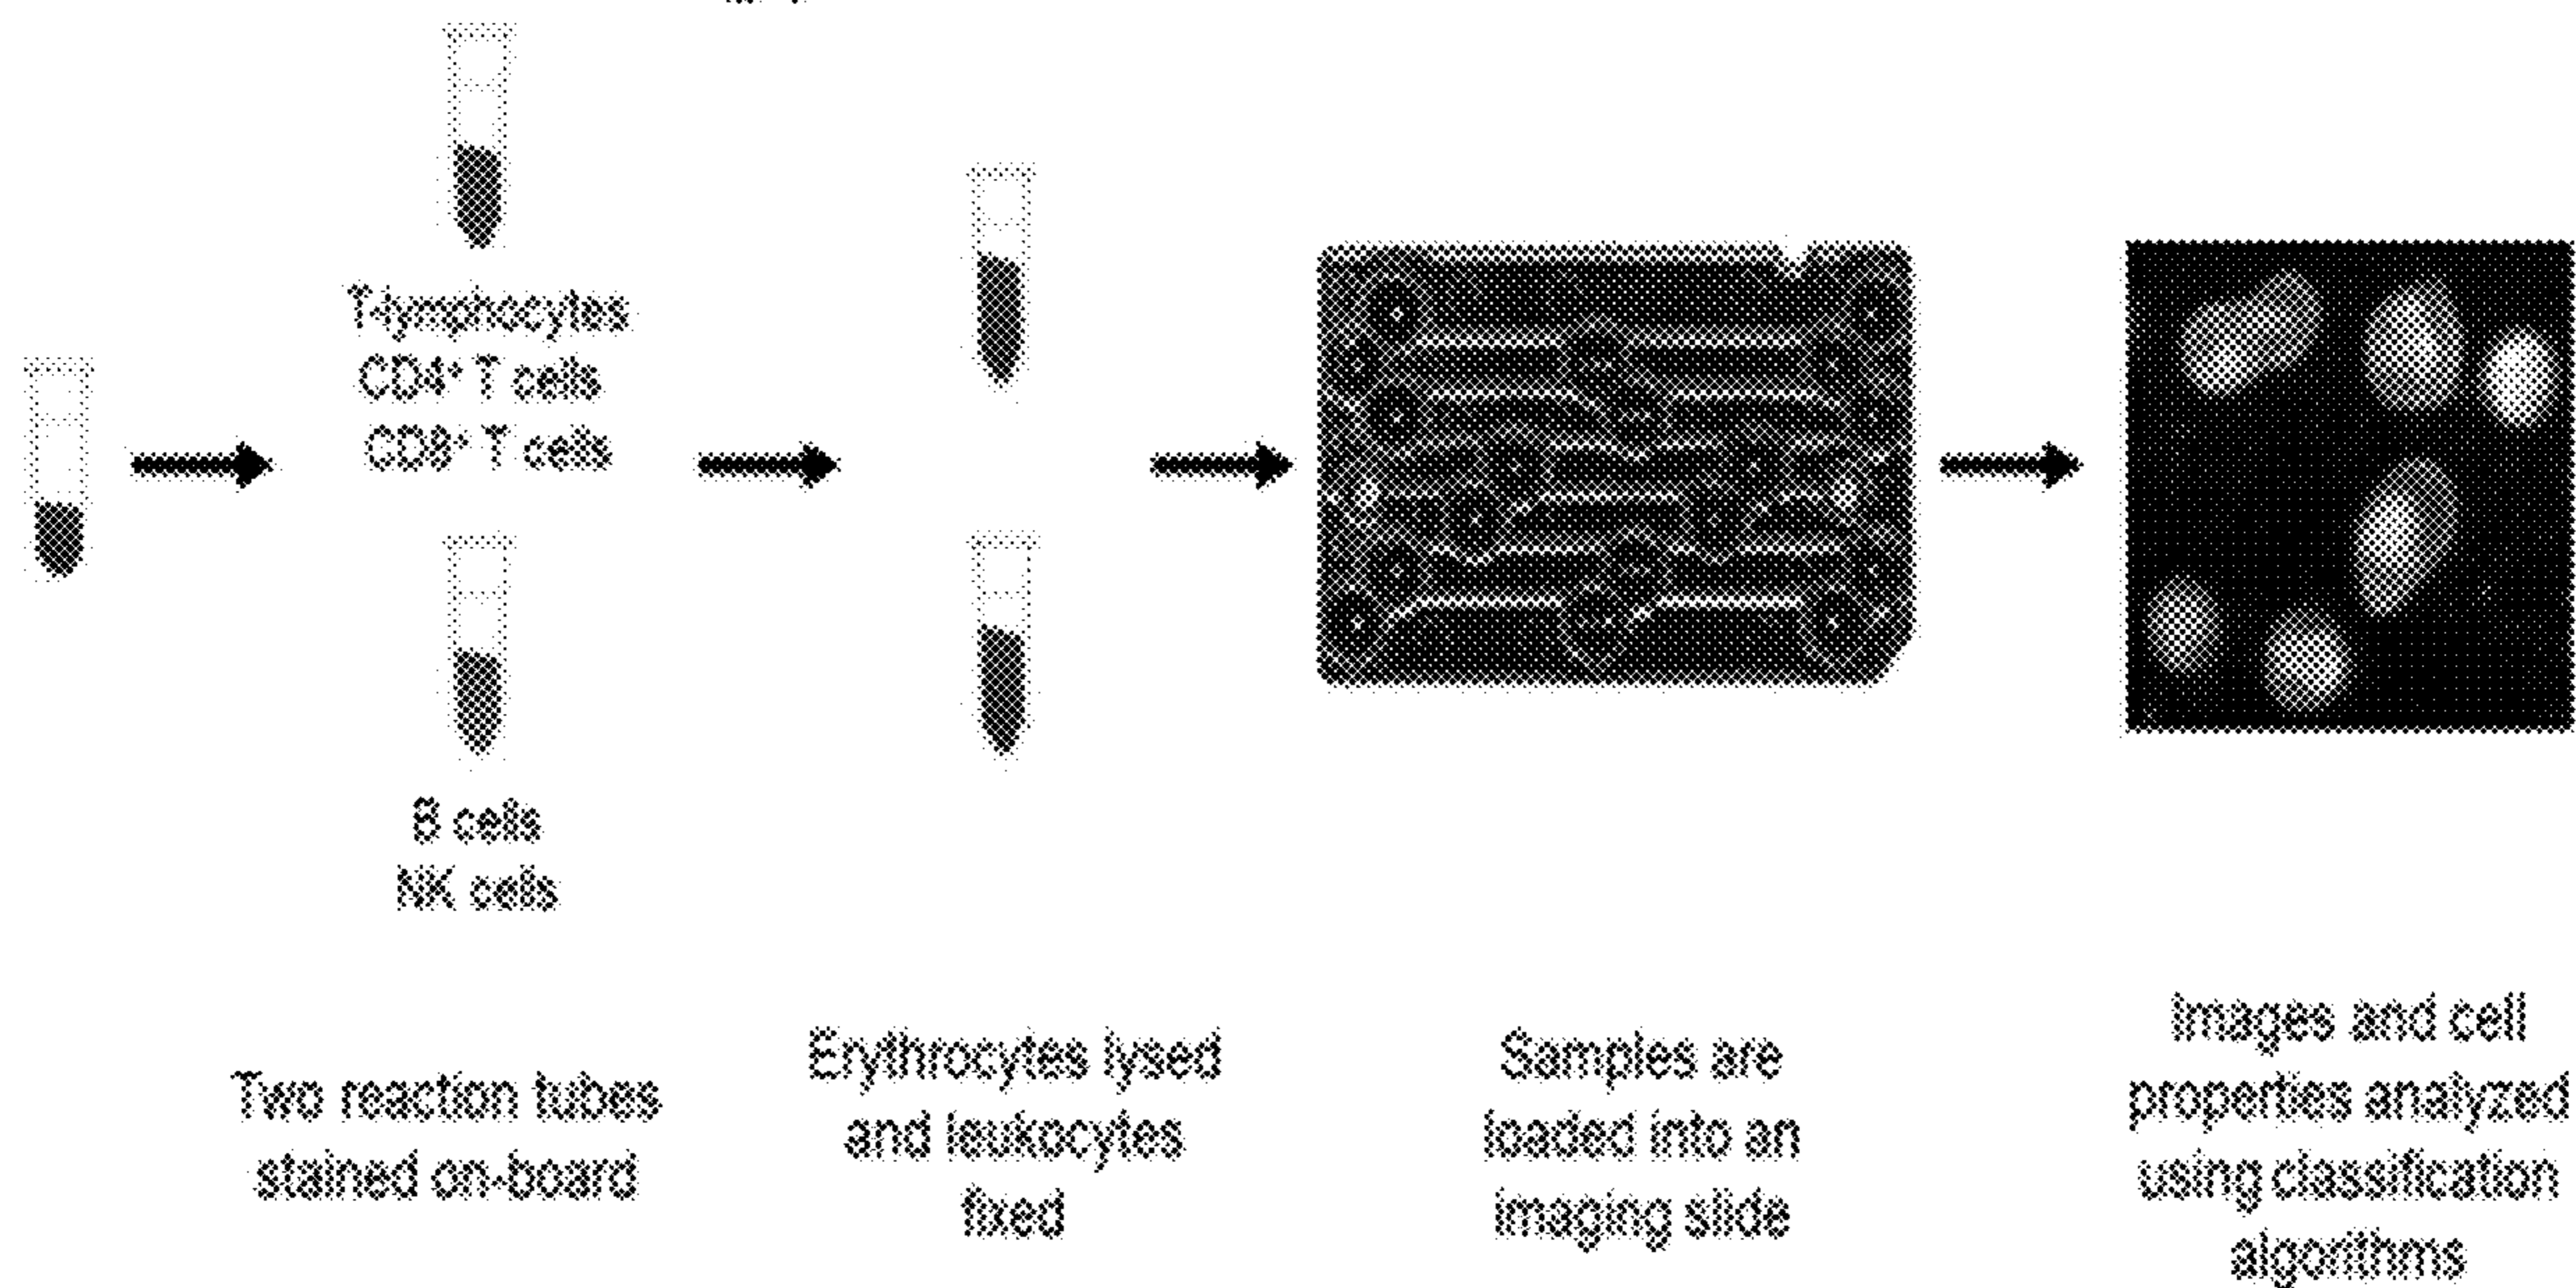 T-lymphocytes
CD4⁺ T cells
CD8⁺ T cells
B cells
NK cells
Two reaction tubes
stained on-board
Erythrocytes lysed
and leukocytes
fixed
Samples are
loaded into an
imaging slide
Images and cell
properties analyzed
using classification
algorithms